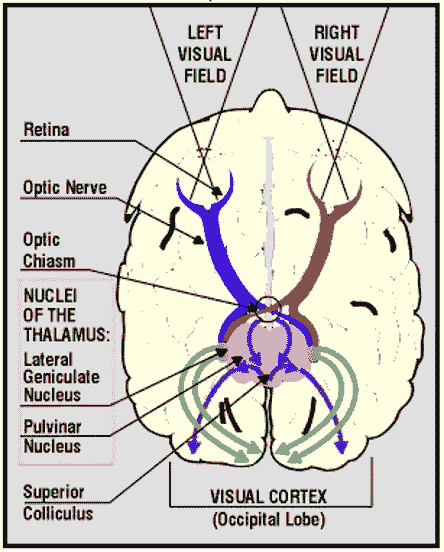 LEFT
VISUAL
FIELD
RIGHT
VISUAL
FIELD
Retina
Optic Nerve
Optic
Chiasm
NUCLEI
OF THE
THALAMUS:
Lateral
Geniculate
Nucleus
Pulvinar
Nucleus
Superior
Colliculus
VISUAL CORTEX
(Occipital Lobe)